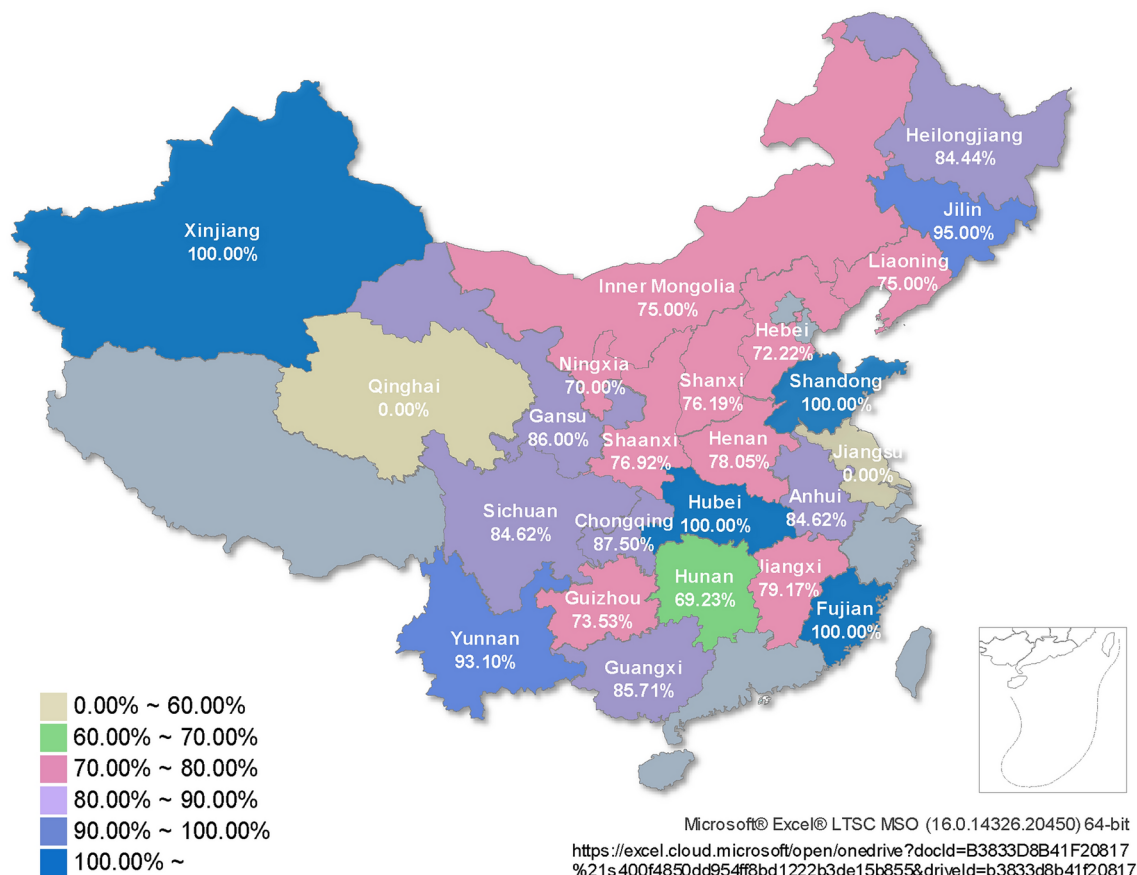 Heilongjiang
84.44%
Jilin
95.00%
Xinjiang
100.00%
Liaoning
75.00%
Inner Mongolia
75.00%
Hebei
72.22%
Ningxia
70.00%
Shanxi
76.19%
Shandong
100.00%
Qinghai
0.00%
Gansu
86.00%
Shaanxi
76.92%
Henan
78.05%
Jiangsu
0.00%
Sichuan
84.62%
Chongqing
87.50%
Hubei
100.00%
Anhui
84.62%
Guizhou
73.53%
Hunan
69.23%
Jiangxi
79.17%
Fujian
100.00%
Yunnan
93.10%
Guangxi
85.71%
0.00% ~ 60.00%
60.00% ~ 70.00%
70.00% ~ 80.00%
80.00% ~ 90.00%
90.00% ~ 100.00%
100.00% ~
Microsoft® Excel® LTSC MSO (16.0.14326.20450) 64-bit
https://excel.cloud.microsoft/open/onedrive?docId=B3833D8B41F20817
%21s400f4850dd954ff8bd1222b3de15b855&driveId=b3833d8b41f20817